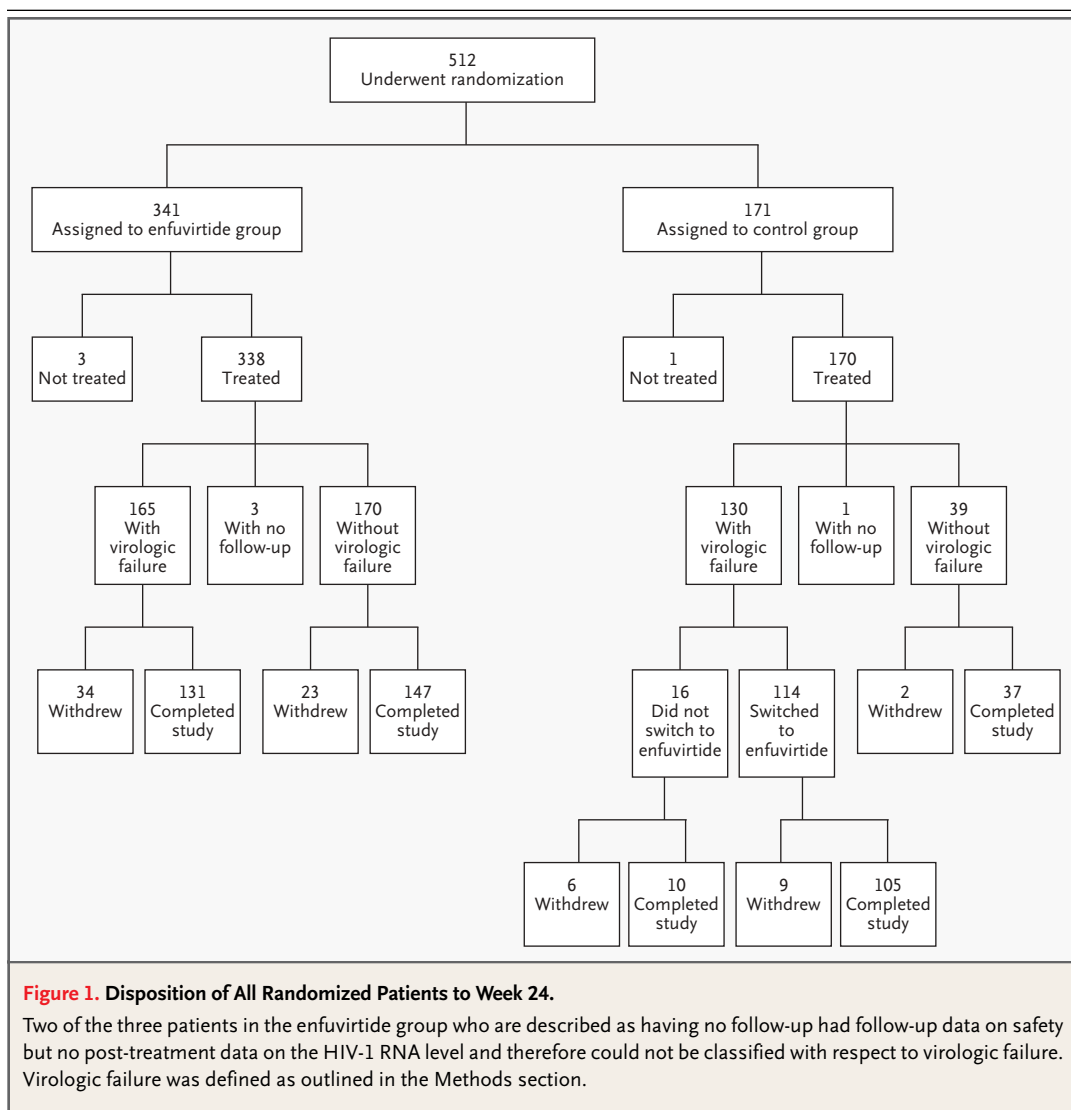 512
Underwent randomization
341
Assigned to enfuvirtide group
171
Assigned to control group
3
Not treated
338
Treated
1
Not treated
170
Treated
165
With
virologic
failure
3
With no
follow-up
170
Without
virologic
failure
130
With
virologic
failure
1
With no
follow-up
39
Without
virologic
failure
34
Withdrew
131
Completed
study
23
Withdrew
147
Completed
study
16
Did not
switch to
enfuvirtide
114
Switched
to
enfuvirtide
2
Withdrew
37
Completed
study
6
Withdrew
10
Completed
study
9
Withdrew
105
Completed
study
Figure 1. Disposition of All Randomized Patients to Week 24.
Two of the three patients in the enfuvirtide group who are described as having no follow-up had follow-up data on safety
but no post-treatment data on the HIV-1 RNA level and therefore could not be classified with respect to virologic failure.
Virologic failure was defined as outlined in the Methods section.